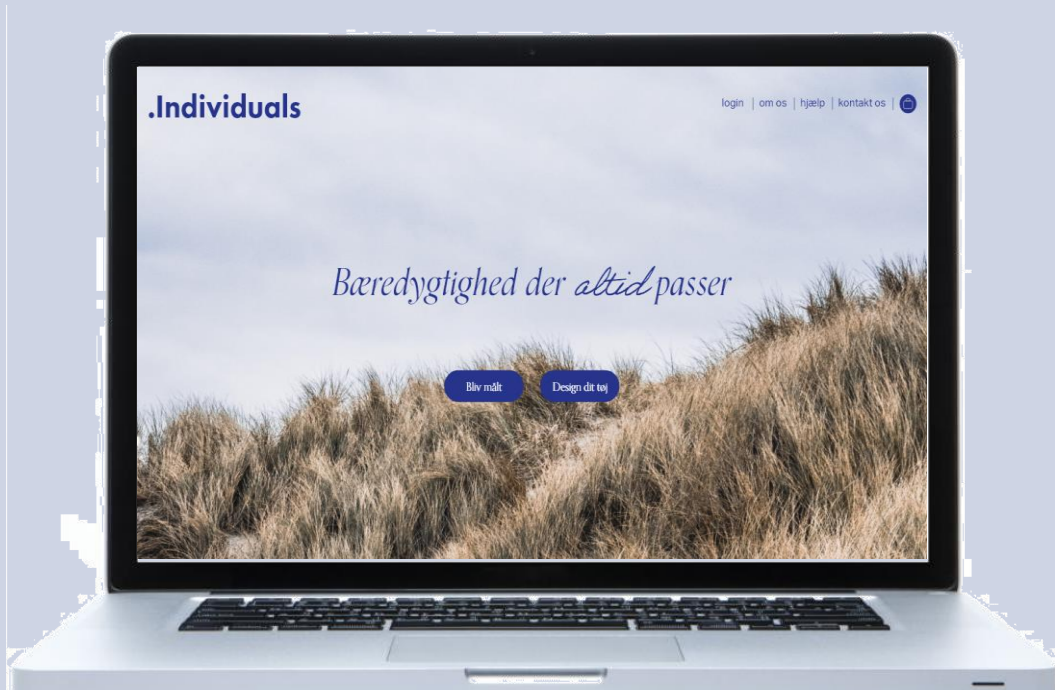 .Individuals
login | om os | hjælp | kontakt os |
Bæredygtighed der altid passer
Bliv målt
Design dit tøj